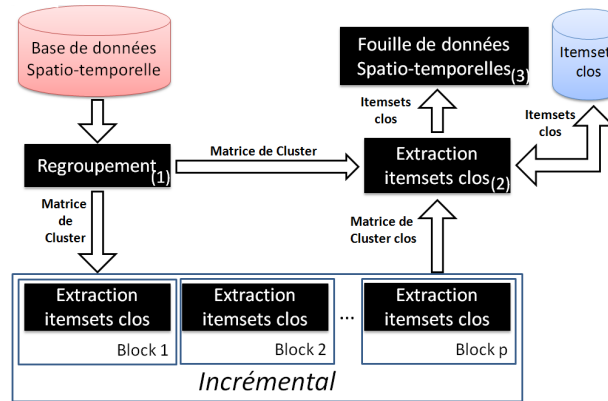 Base de données
Spatio-temporelle
Fouille de données
Spatio-temporelles(3)
Itemsets
clos
Itemsets
clos
Itemsets
clos
Regroupement(1)
Matrice de Cluster
Extraction
itemsets clos(2)
Matrice
de
Cluster
Matrice de
Cluster clos
Extraction
itemsets clos
Block 1
Extraction
itemsets clos
Block 2
...
Extraction
itemsets clos
Block p
Incrémental